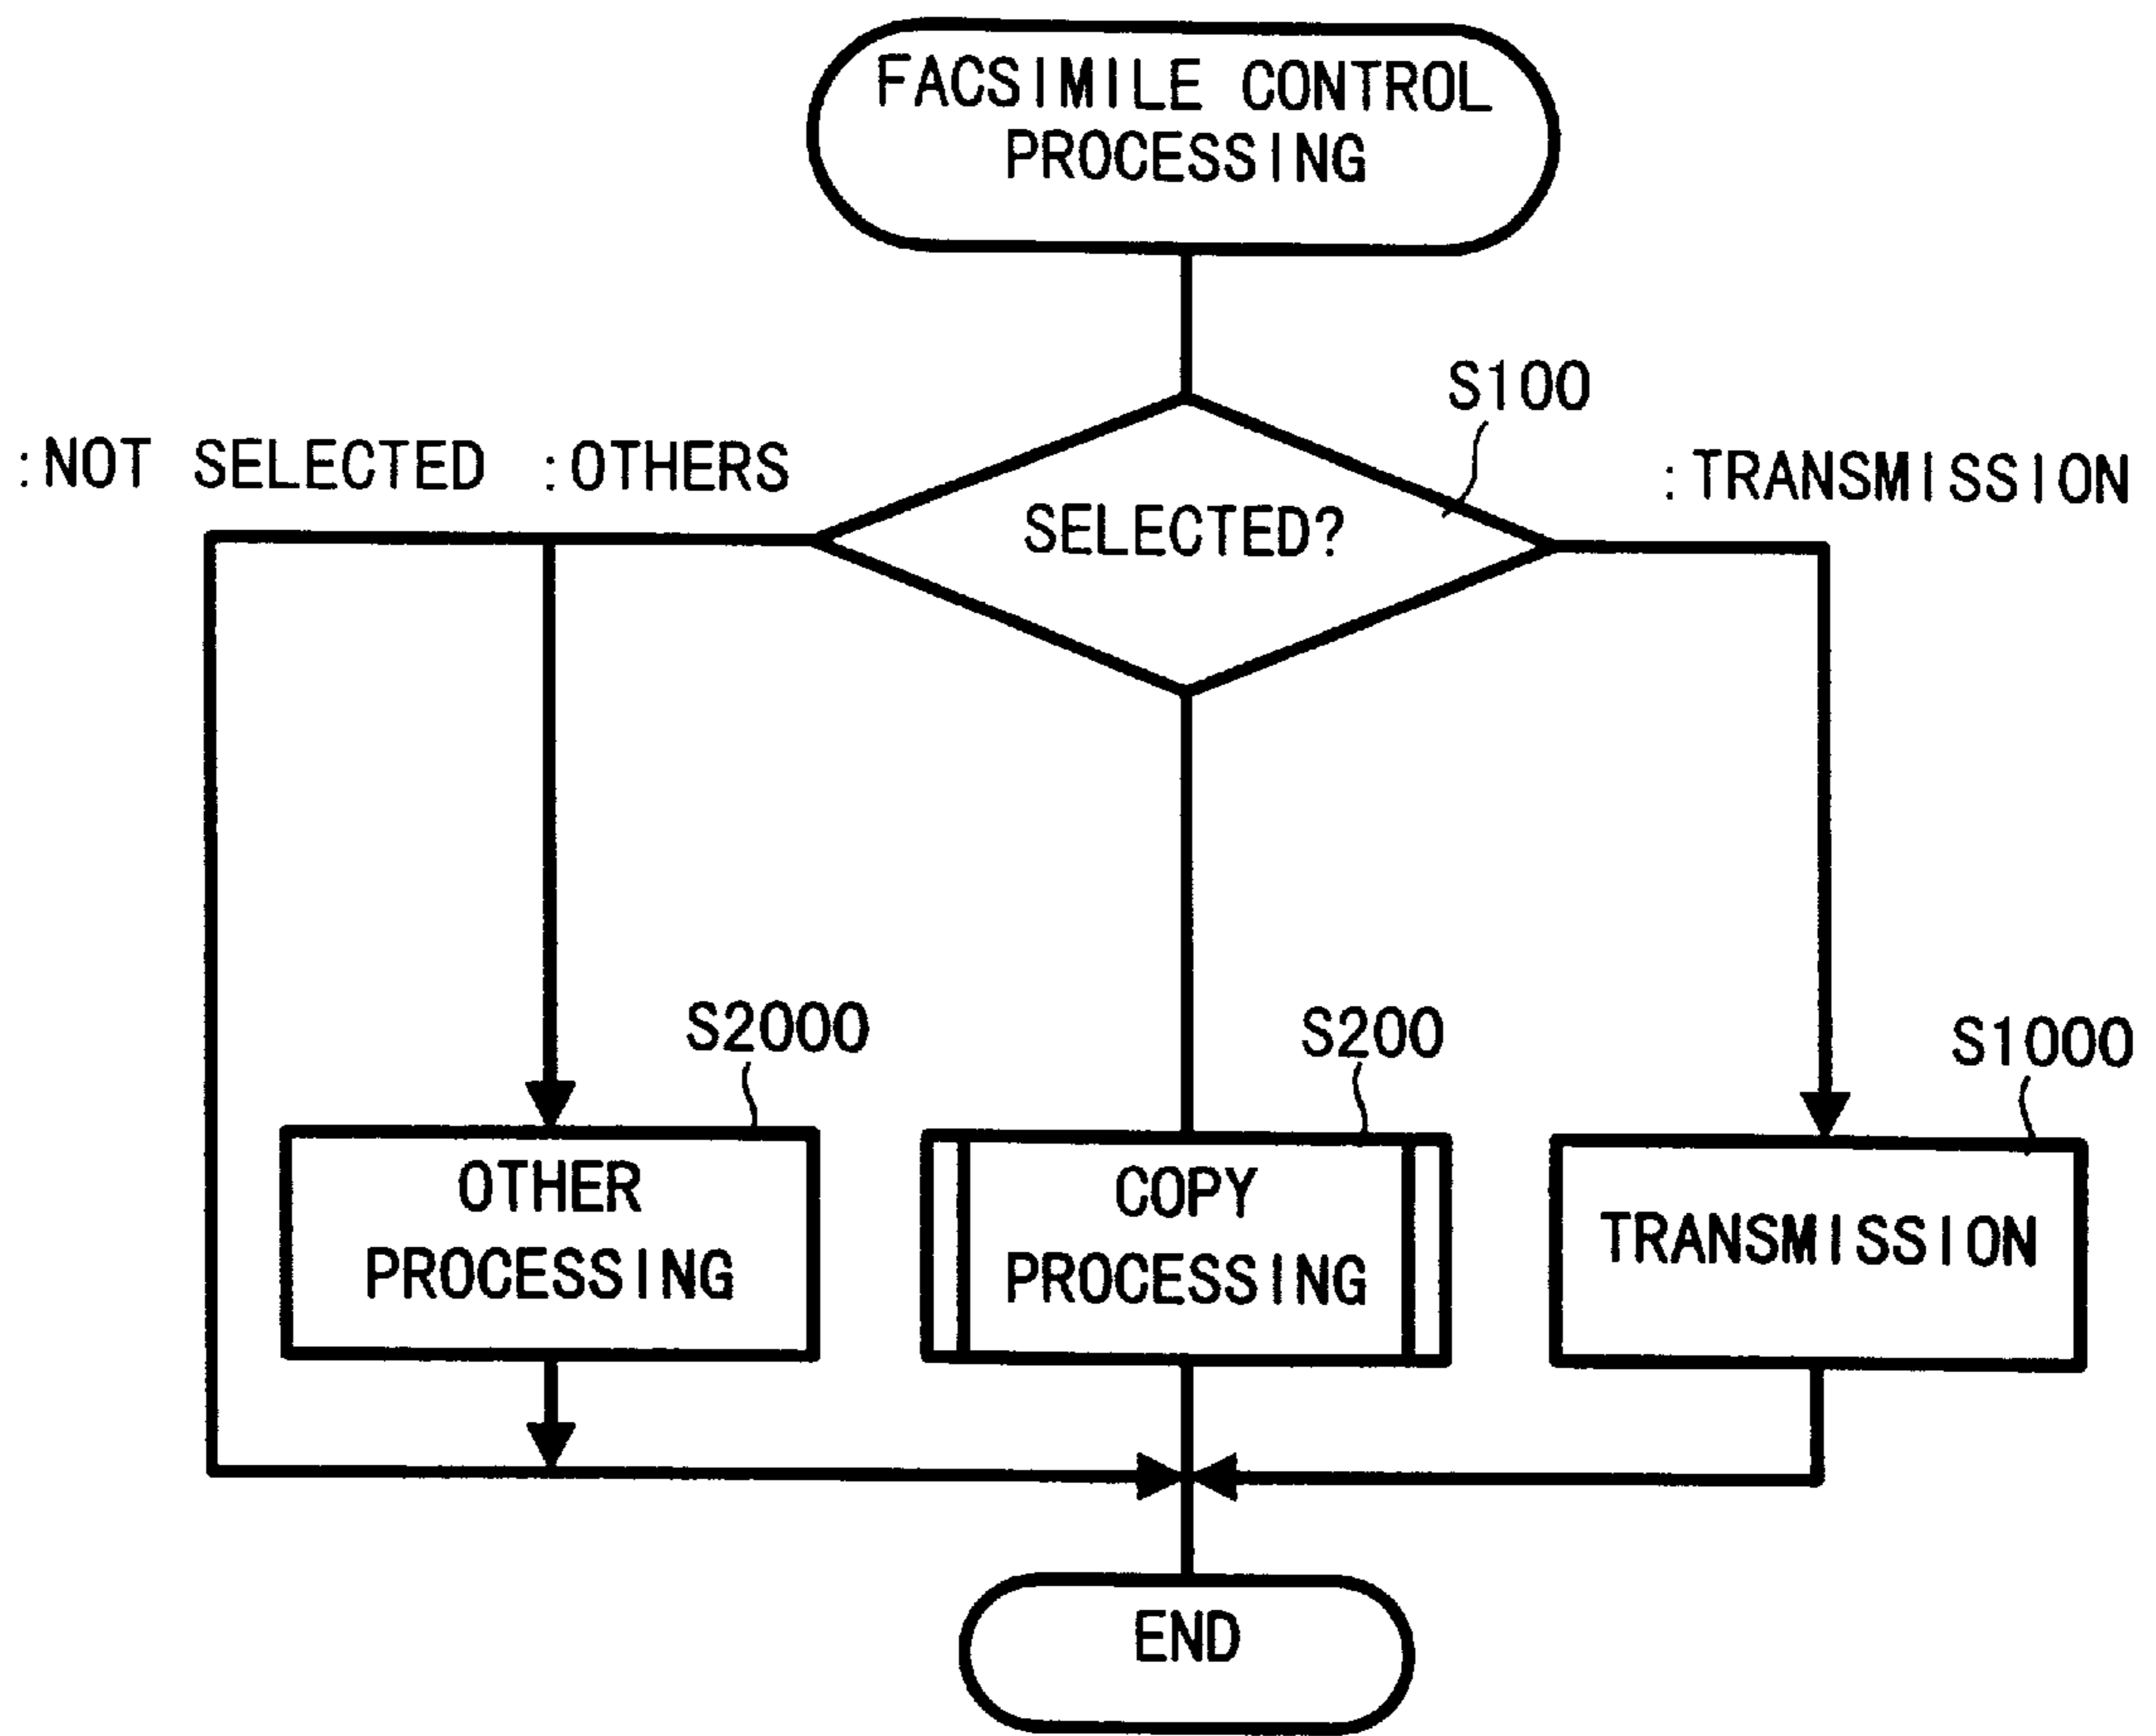 FACSIMILE CONTROL
PROCESSING
S100
:NOT SELECTED :OTHERS
:TRANSMISSION
SELECTED?
S2000
S200
S1000
OTHER
PROCESSING
COPY
PROCESSING
TRANSMISSION
END